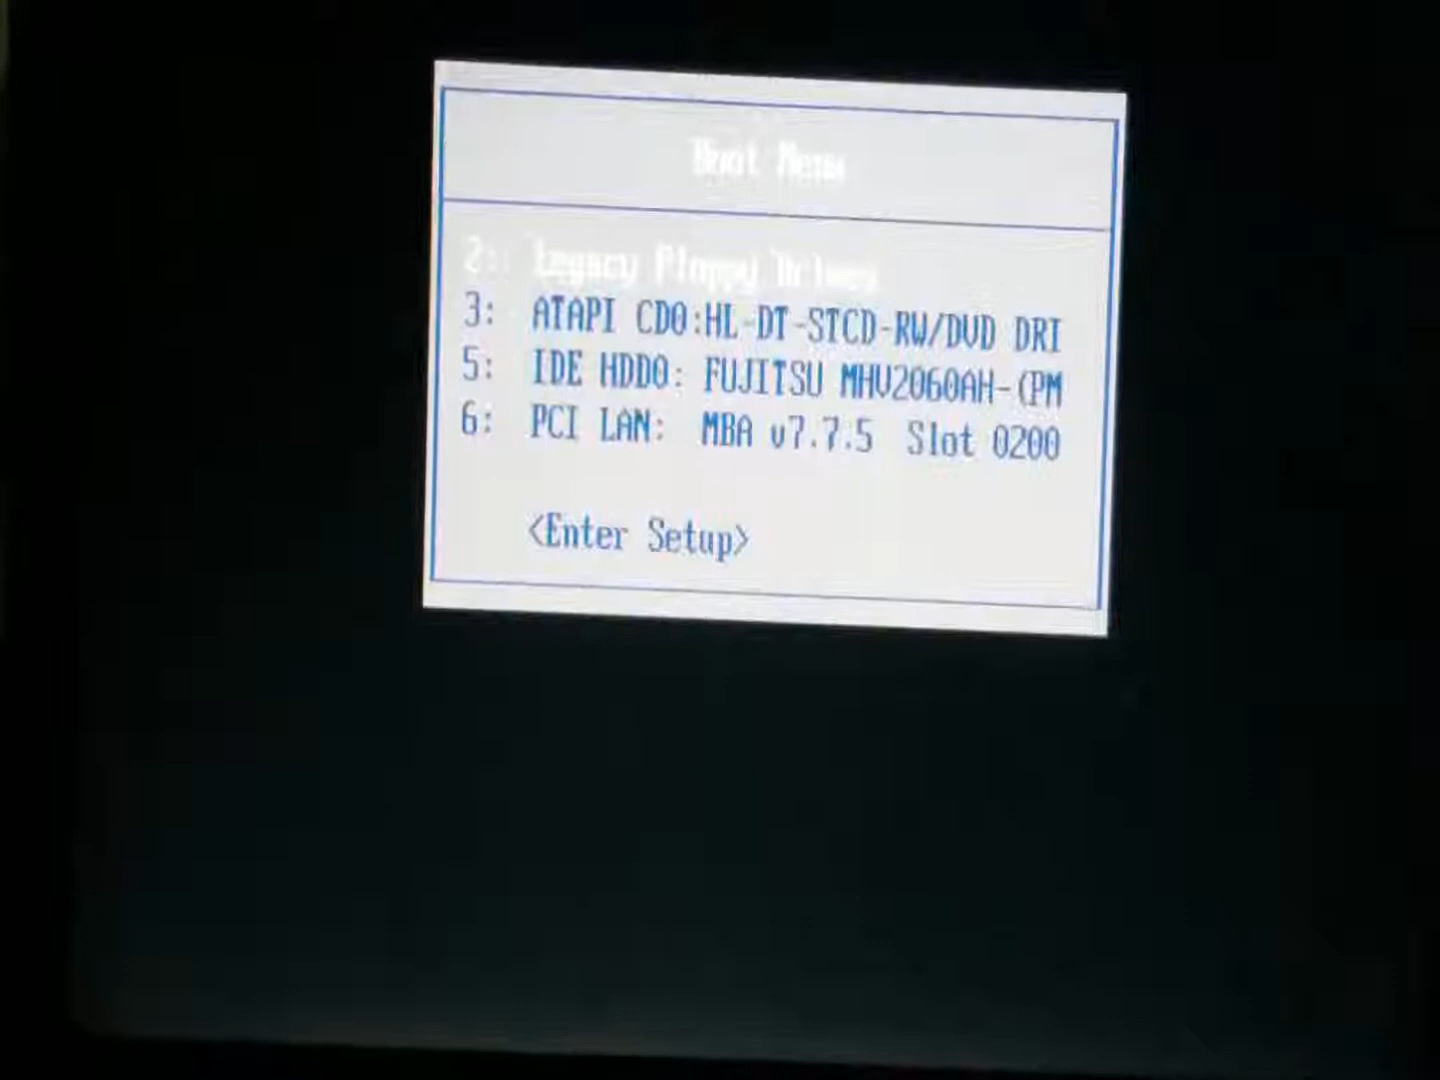 Boot Menu
2: Legacy Floppy Drives
3: ATAPI CD0:HL-DT-STCD-RW/DVD DRI
5: IDE HDD0: FUJITSU MHV2060AH-(PM
6: PCI LAN: MBA v7.7.5 Slot 0200
<Enter Setup>